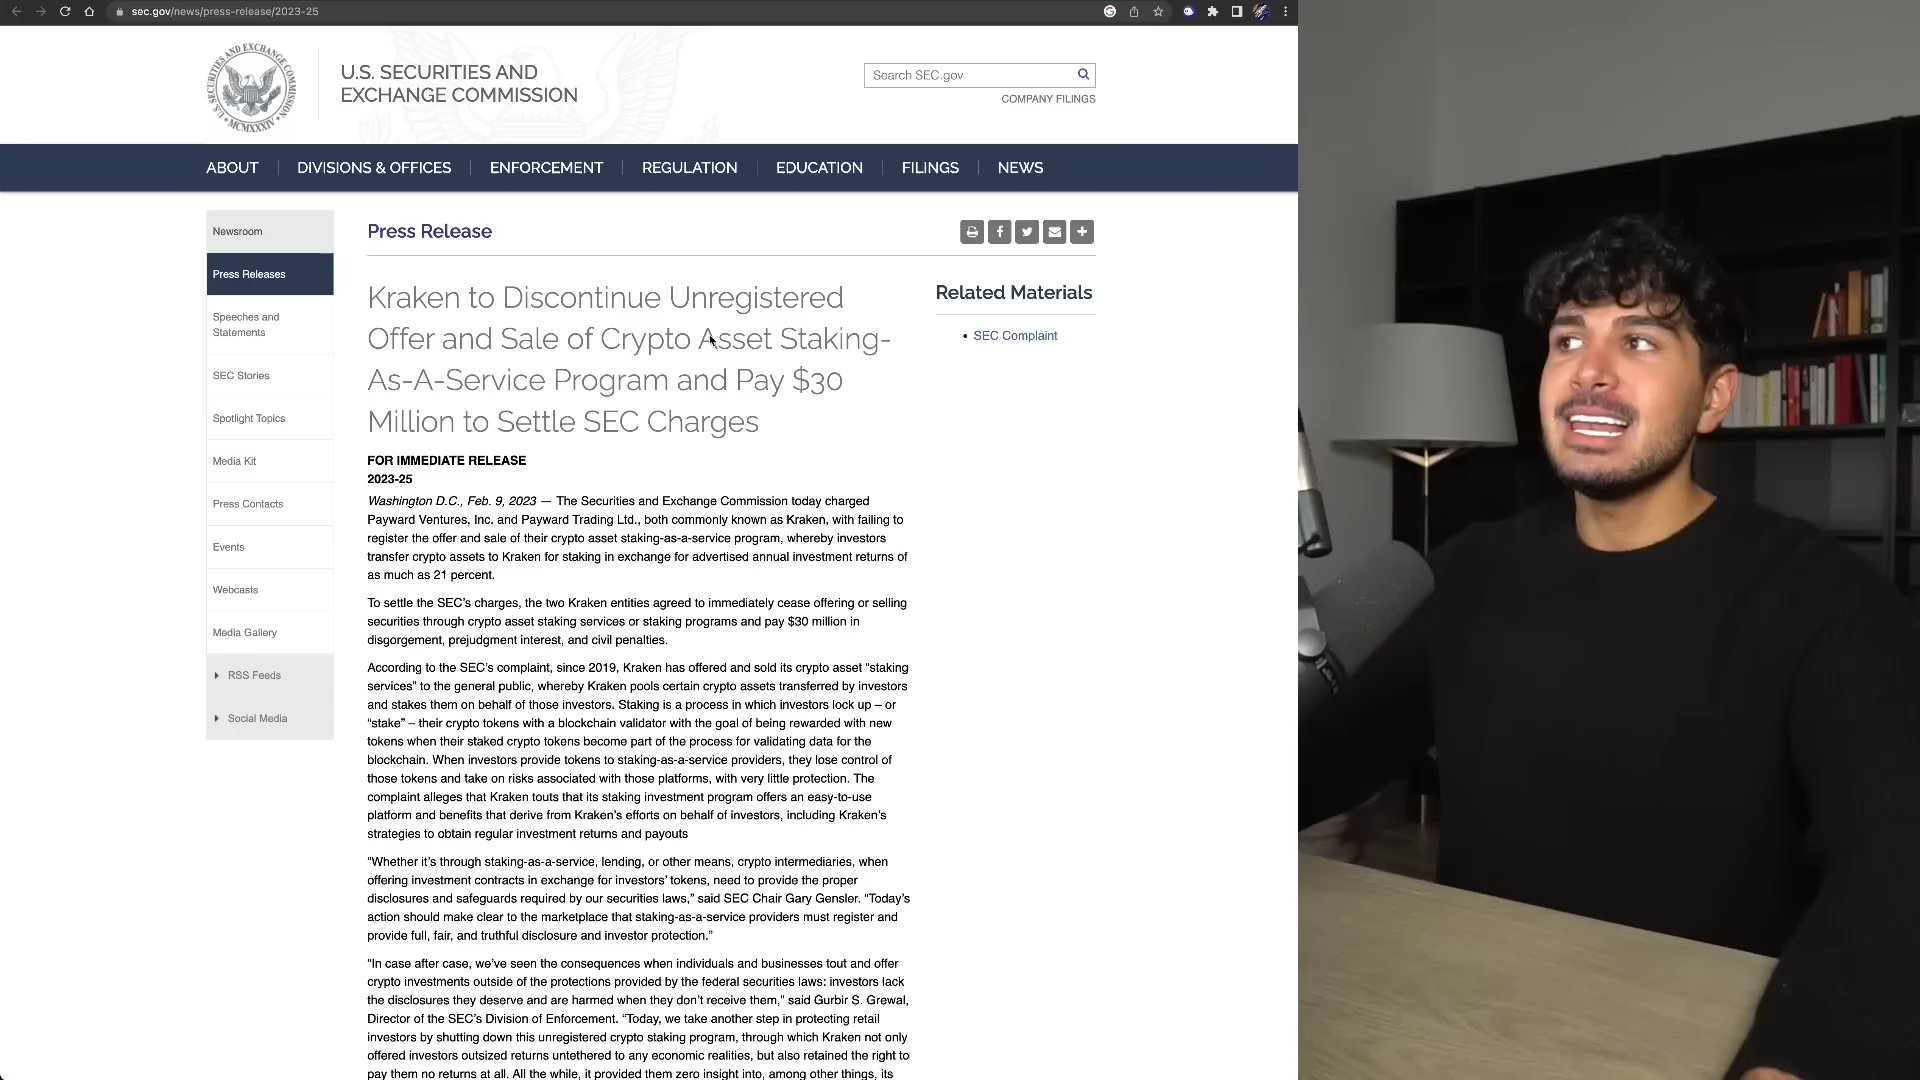 sec.gov/news/press-release/2023-25
U.S. SECURITIES AND
EXCHANGE COMMISSION
Search SEC.gov
COMPANY FILINGS
ABOUT
DIVISIONS & OFFICES
ENFORCEMENT
REGULATION
EDUCATION
FILINGS
NEWS
Newsroom
Press Releases
Speeches and
Statements
SEC Stories
Spotlight Topics
Media Kit
Press Contacts
Events
Webcasts
Media Gallery
RSS Feeds
Social Media
Press Release
Kraken to Discontinue Unregistered
Offer and Sale of Crypto Asset Staking-
As-A-Service Program and Pay $30
Million to Settle SEC Charges
FOR IMMEDIATE RELEASE
2023-25
Washington D.C., Feb. 9, 2023 — The Securities and Exchange Commission today charged
Payward Ventures, Inc. and Payward Trading Ltd., both commonly known as Kraken, with failing to
register the offer and sale of their crypto asset staking-as-a-service program, whereby investors
transfer crypto assets to Kraken for staking in exchange for advertised annual investment returns of
as much as 21 percent.
To settle the SEC's charges, the two Kraken entities agreed to immediately cease offering or selling
securities through crypto asset staking services or staking programs and pay $30 million in
disgorgement, prejudgment interest, and civil penalties.
According to the SEC's complaint, since 2019, Kraken has offered and sold its crypto asset “staking
services” to the general public, whereby Kraken pools certain crypto assets transferred by investors
and stakes them on behalf of those investors. Staking is a process in which investors lock up – or
“stake” – their crypto tokens with a blockchain validator with the goal of being rewarded with new
tokens when their staked crypto tokens become part of the process for validating data for the
blockchain. When investors provide tokens to staking-as-a-service providers, they lose control of
those tokens and take on risks associated with those platforms, with very little protection. The
complaint alleges that Kraken touts that its staking investment program offers an easy-to-use
platform and benefits that derive from Kraken's efforts on behalf of investors, including Kraken's
strategies to obtain regular investment returns and payouts
“Whether it's through staking-as-a-service, lending, or other means, crypto intermediaries, when
offering investment contracts in exchange for investors' tokens, need to provide the proper
disclosures and safeguards required by our securities laws,” said SEC Chair Gary Gensler. “Today's
action should make clear to the marketplace that staking-as-a-service providers must register and
provide full, fair, and truthful disclosure and investor protection.”
“In case after case, we've seen the consequences when individuals and businesses tout and offer
crypto investments outside of the protections provided by the federal securities laws: investors lack
the disclosures they deserve and are harmed when they don't receive them,” said Gurbir S. Grewal,
Director of the SEC's Division of Enforcement. “Today, we take another step in protecting retail
investors by shutting down this unregistered crypto staking program, through which Kraken not only
offered investors outsized returns untethered to any economic realities, but also retained the right to
pay them no returns at all. All the while, it provided them zero insight into, among other things, its
Related Materials
SEC Complaint